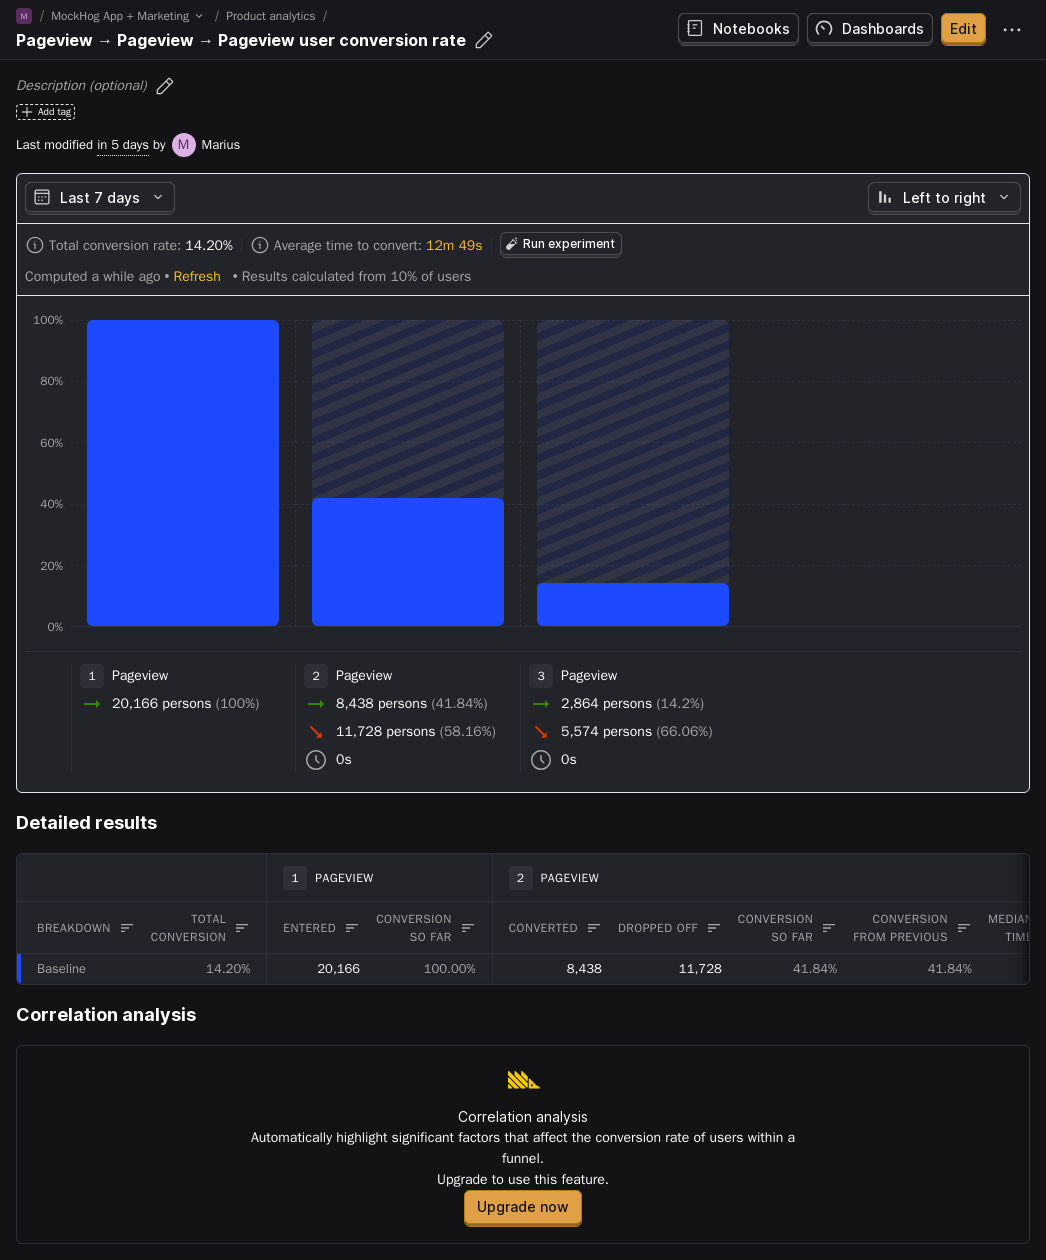 M / MockHog App + Marketing / Product analytics /
Pageview → Pageview → Pageview user conversion rate
Notebooks
Dashboards
Edit
Description (optional)
Add tag
Last modified in 5 days by M Marius
Last 7 days
Left to right
Total conversion rate: 14.20%
Average time to convert: 12m 49s
Run experiment
Computed a while ago • Refresh • Results calculated from 10% of users
100%
80%
60%
40%
20%
0%
1 Pageview
20,166 persons (100%)
2 Pageview
8,438 persons (41.84%)
11,728 persons (58.16%)
0s
3 Pageview
2,864 persons (14.2%)
5,574 persons (66.06%)
0s
Detailed results
1 PAGEVIEW
2 PAGEVIEW
BREAKDOWN
TOTAL
CONVERSION
ENTERED
CONVERSION
SO FAR
CONVERTED
DROPPED OFF
CONVERSION
SO FAR
CONVERSION
FROM PREVIOUS
MEDIAN
TIME
Baseline 14.20% 20,166 100.00% 8,438 11,728 41.84% 41.84%
Correlation analysis
Correlation analysis
Automatically highlight significant factors that affect the conversion rate of users within a
funnel.
Upgrade to use this feature.
Upgrade now